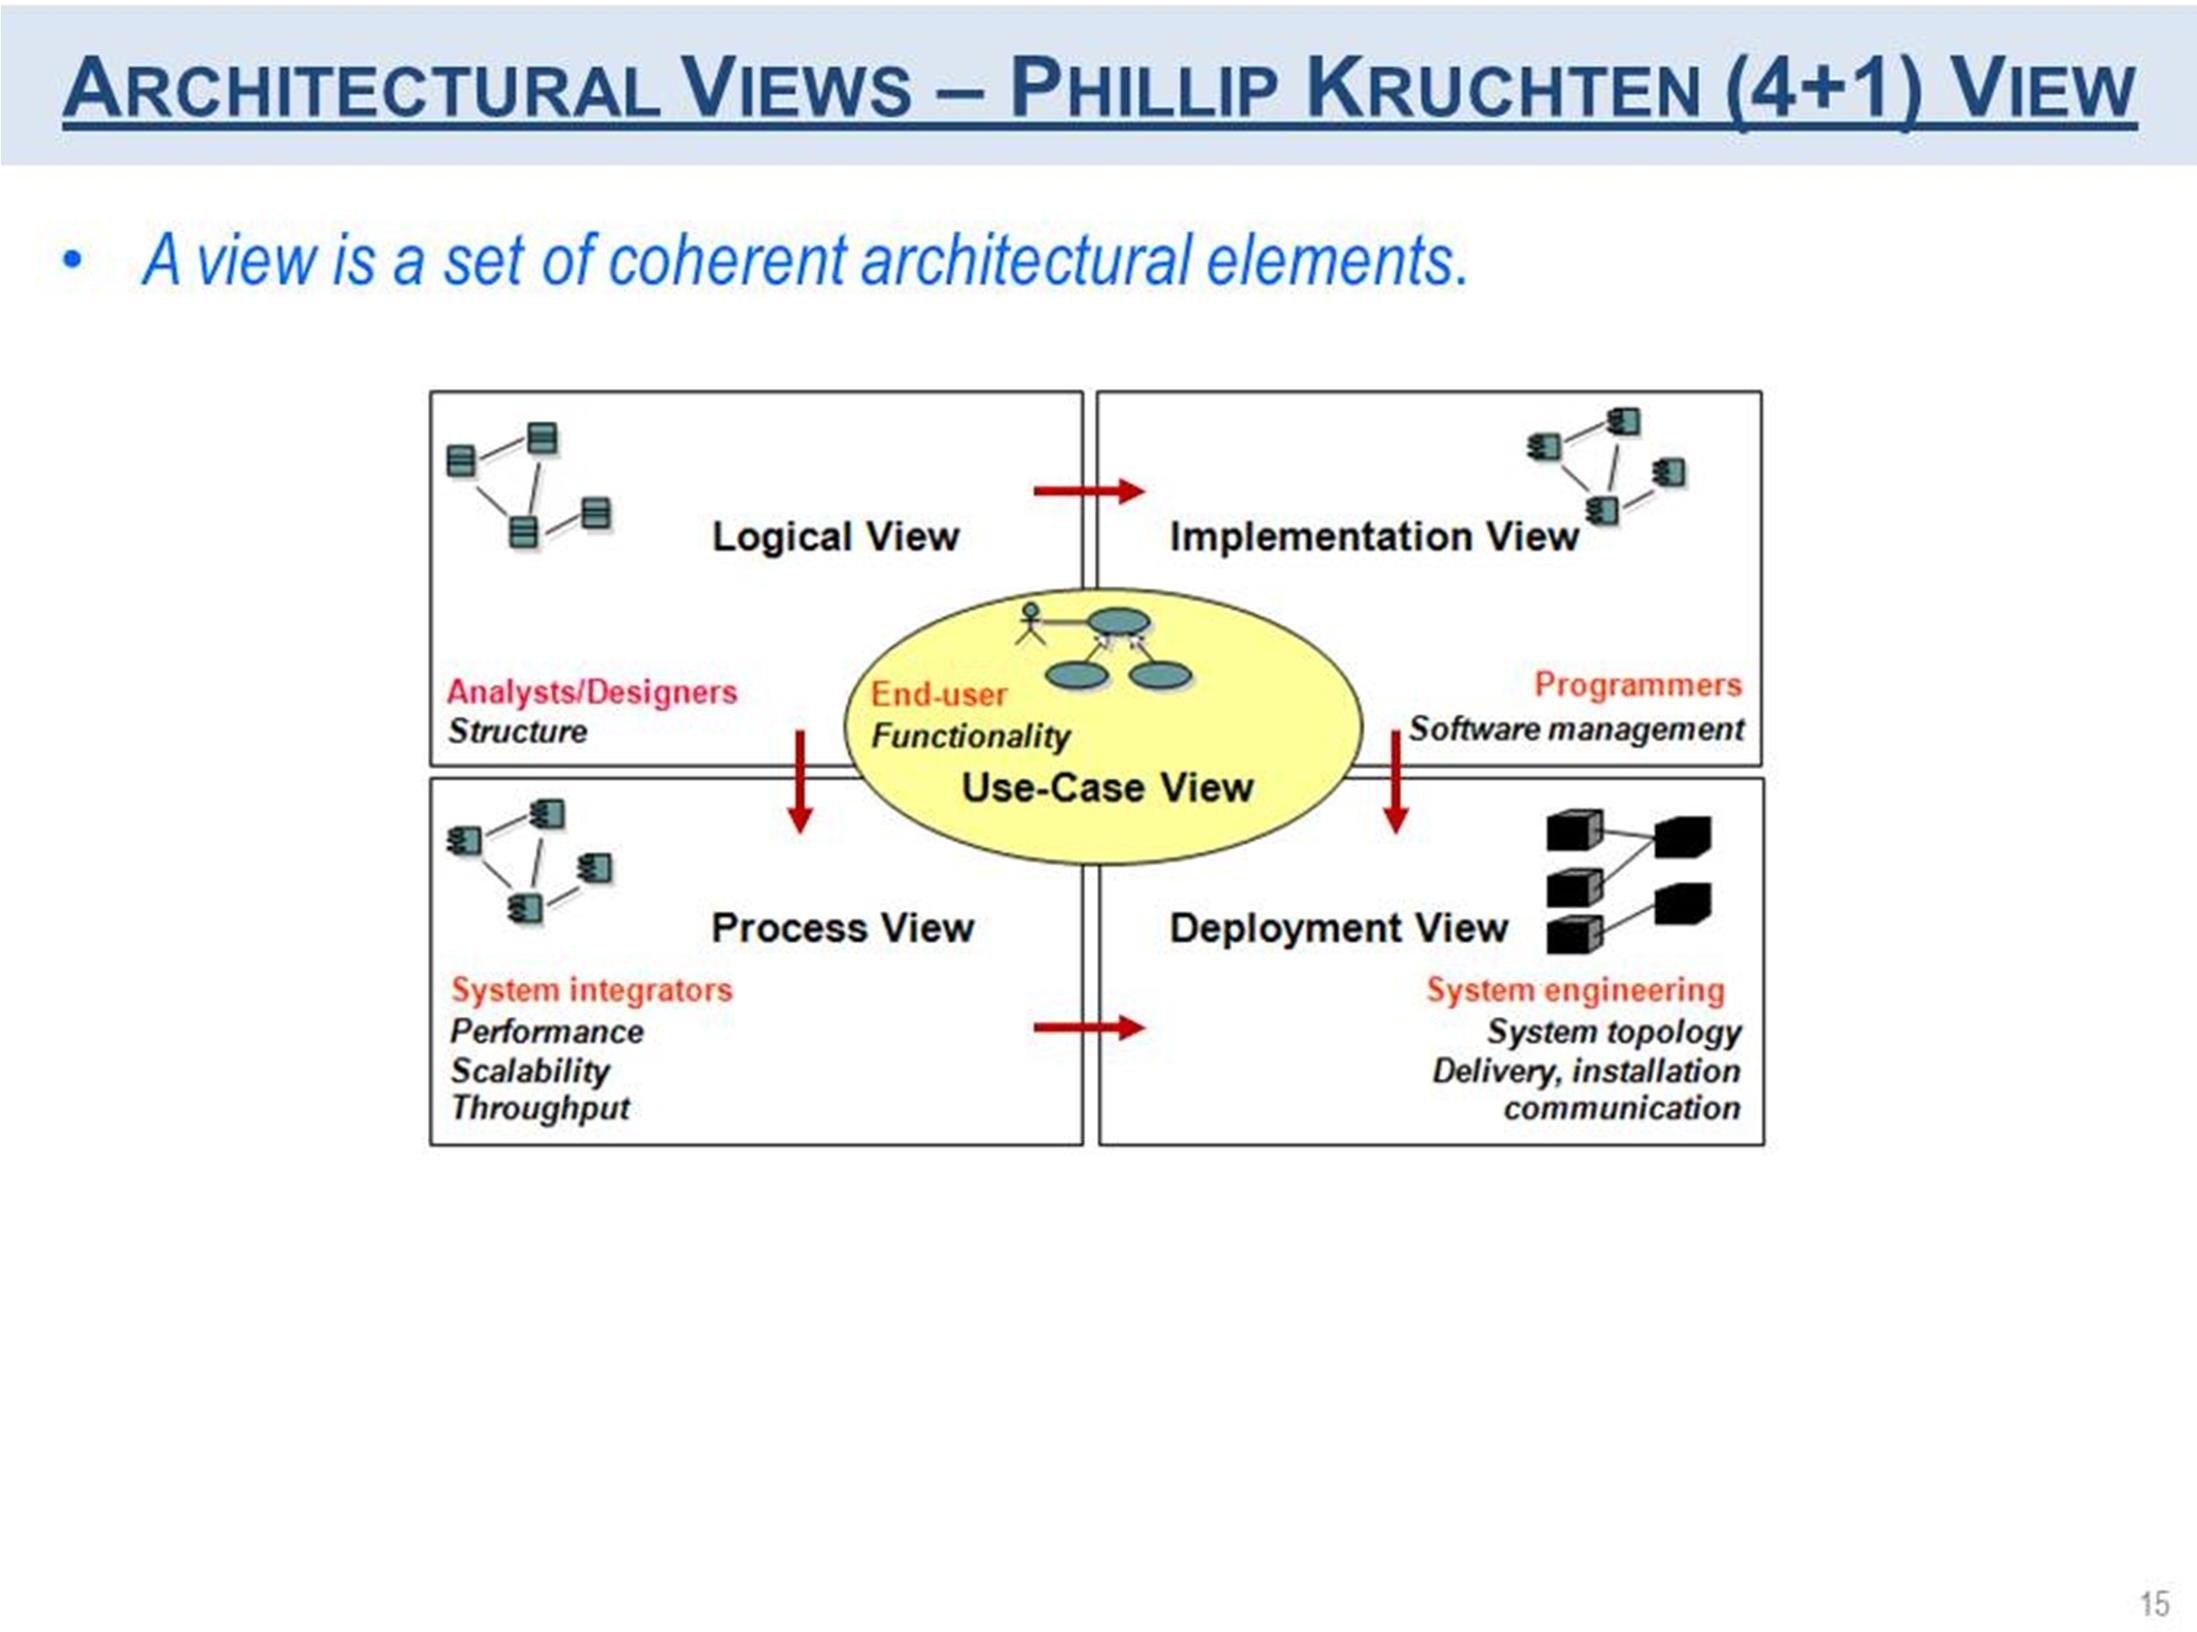 ARCHITECTURAL VIEWS – PHILLIP KRUCHTEN (4+1) VIEW
• A view is a set of coherent architectural elements.
Logical View
Analysts/Designers
Structure
Implementation View
Programmers
Software management
End-user
Functionality
Use-Case View
Process View
System integrators
Performance
Scalability
Throughput
Deployment View
System engineering
System topology
Delivery, installation
communication
15